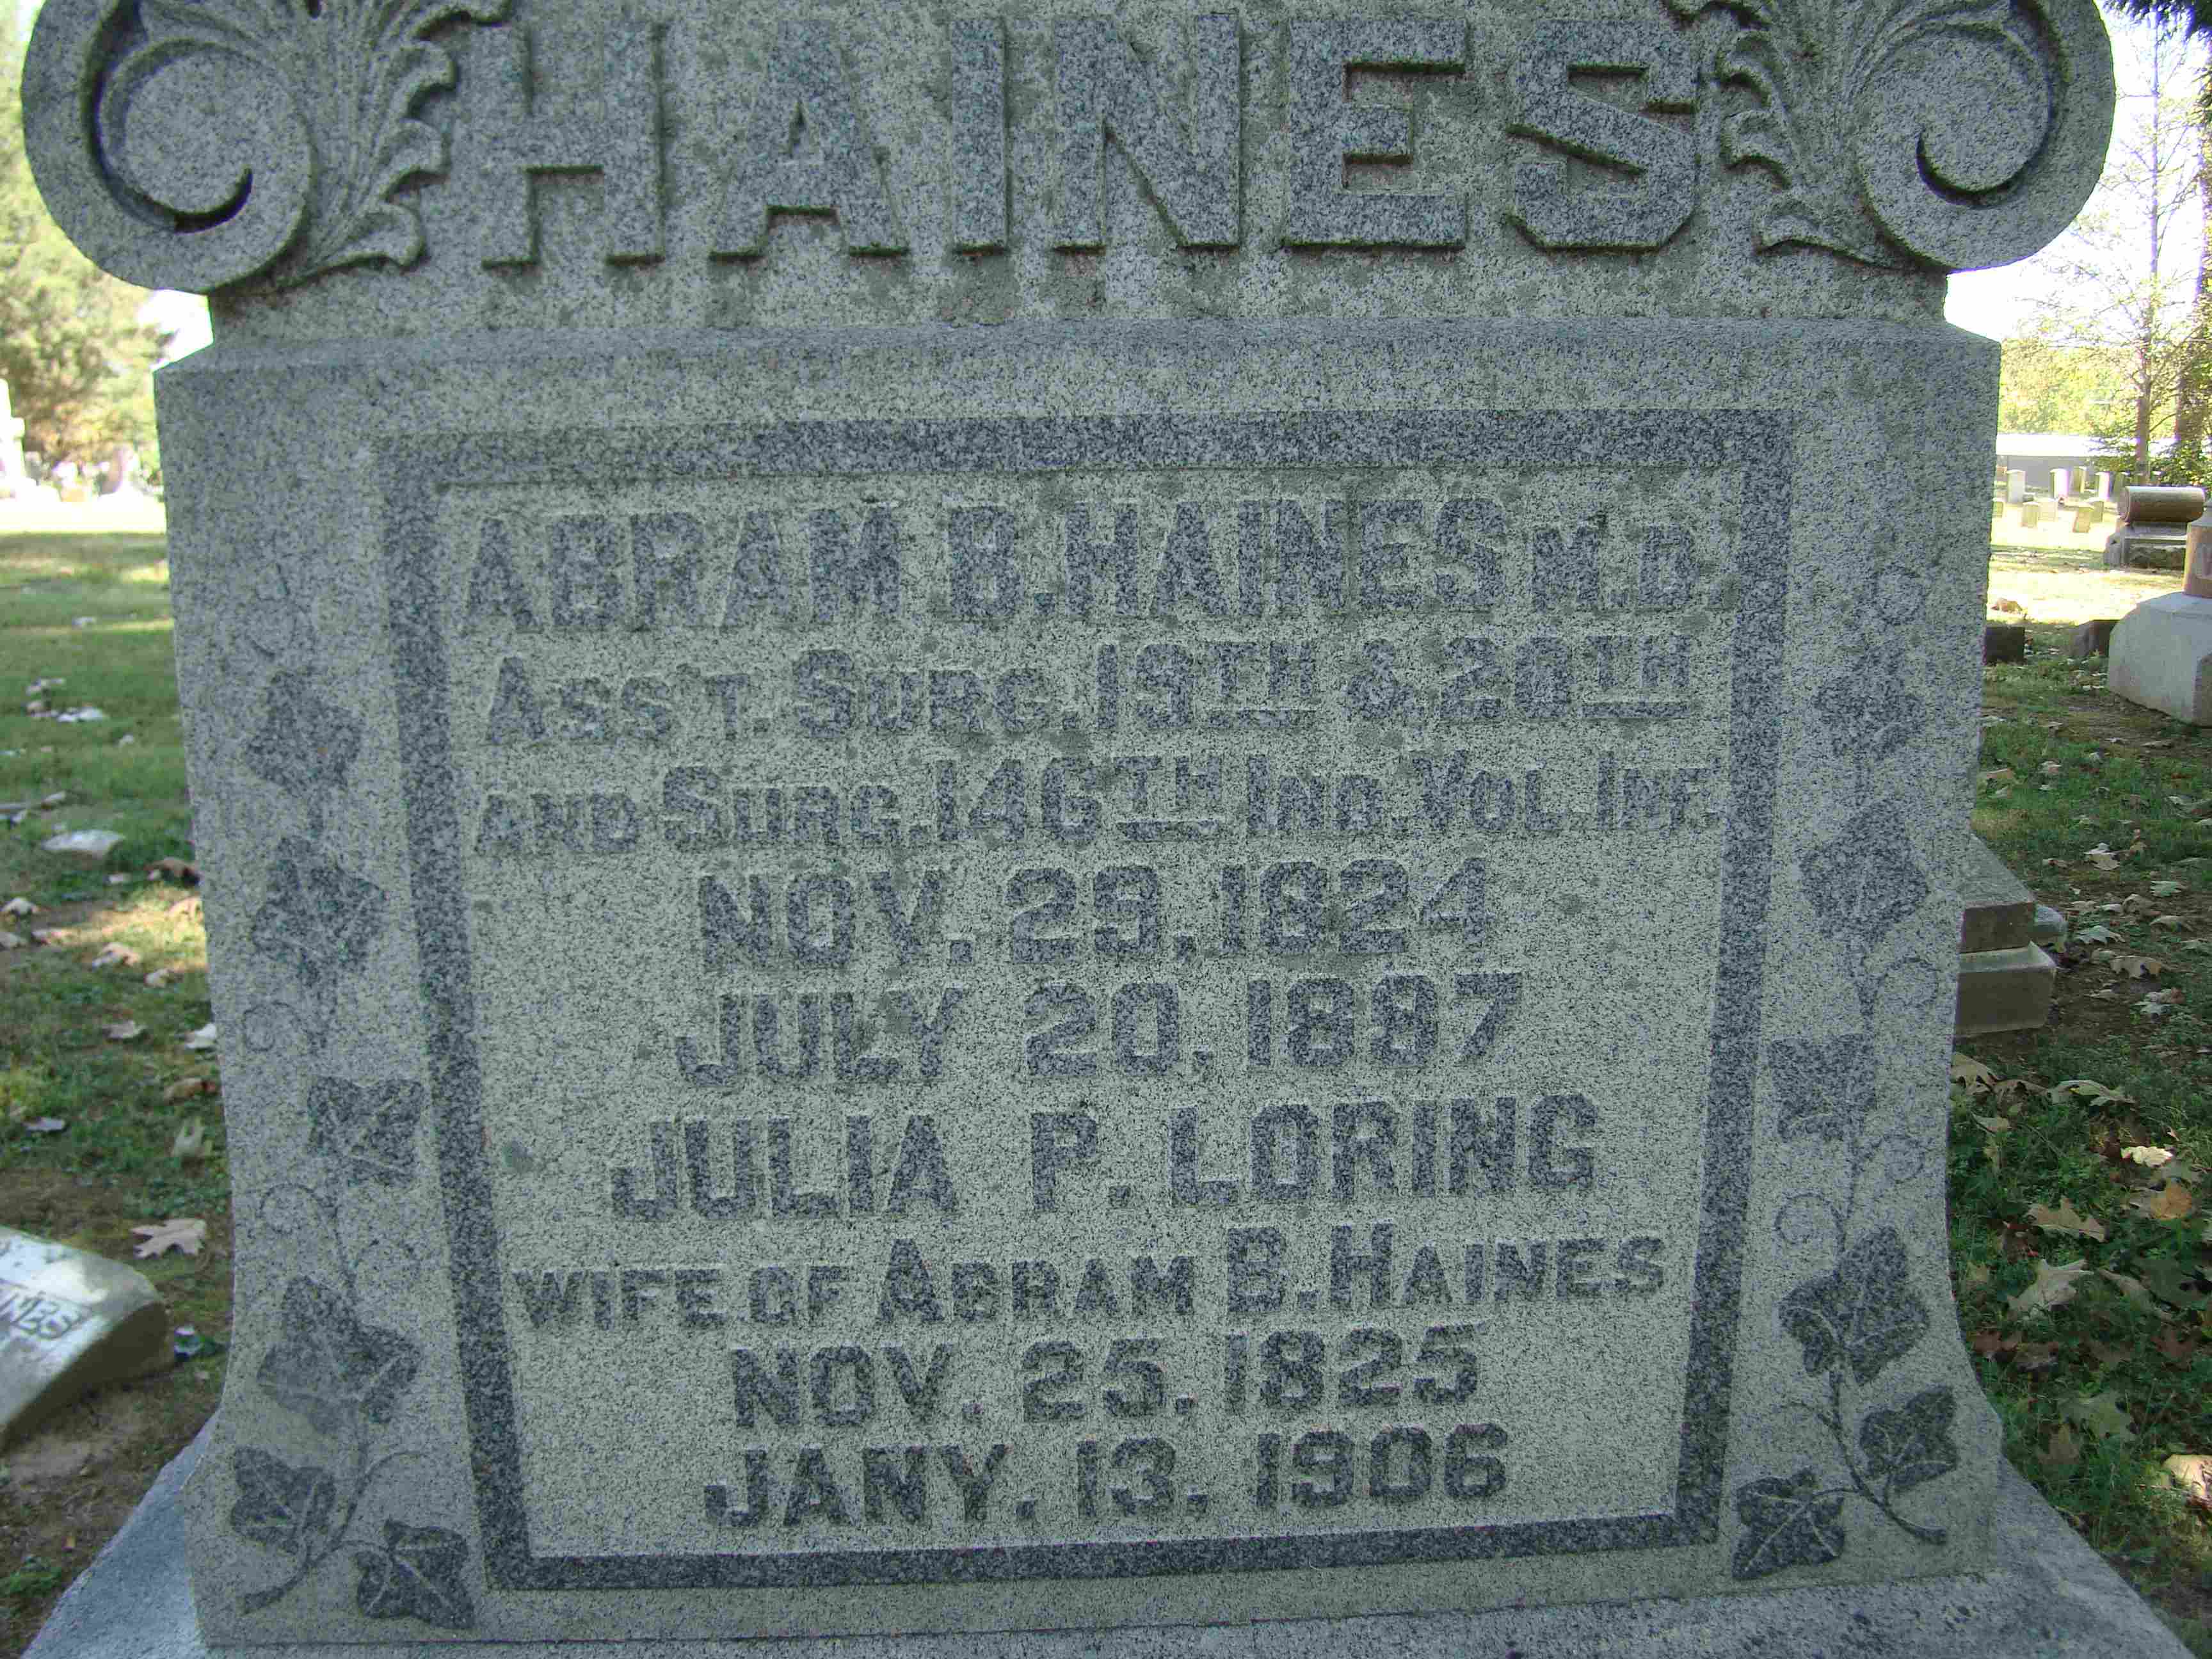 HAINES
ABRAM B. HAINES M.D.
ASS'T. SURG. 19TH & 20TH
AND SURG. 146TH IND. VOL. INF.
NOV. 29, 1824
JULY 20, 1887
JULIA P. LORING
WIFE OF ABRAM B. HAINES
NOV. 25. 1825
JANY. 13. 1906